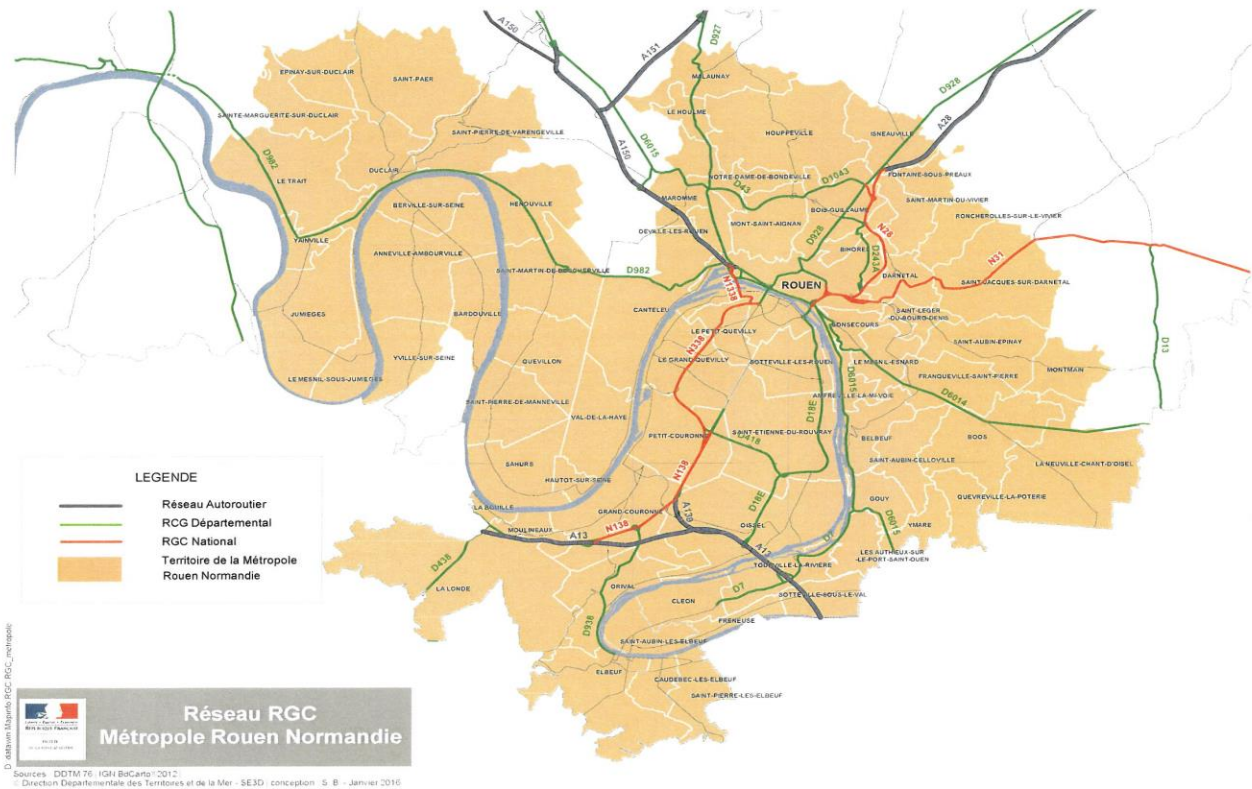 A150
A151
D927
D928
A28
EPINAY-SUR-DUCLAIR
SAINT-PAER
MALAUNAY
LE HOULME
HOUPPEVILLE
ISNEAUVILLE
SAINTE-MARGUERITE-SUR-DUCLAIR
SAINT-PIERRE-DE-VARENGEVILLE
D6015
A150
D982
LE TRAIT
DUCLAIR
NOTRE-DAME-DE-BONDEVILLE
D43
D1043
FONTAINE-SOUS-PREAUX
BERVILLE-SUR-SEINE
HENOUVILLE
MAROMME
BOIS-GUILLAUME
SAINT-MARTIN-DU-VIVIER
RONCHEROLLES-SUR-LE-VIVIER
YAINVILLE
DEVILLE-LES-ROUEN
MONT-SAINT-AIGNAN
D928
N28
BIHOREL
D243A
ANNEVILLE-AMBOURVILLE
SAINT-MARTIN-DE-BOSCHERVILLE
D982
DARNETAL
N31
SAINT-JACQUES-SUR-DARNETAL
N1338
ROUEN
JUMIEGES
BARDOUVILLE
CANTELEU
SAINT-LEGER
-DU-BOURG-DENIS
LE PETIT-QUEVILLY
BONSECOURS
N338
SAINT-AUBIN-EPINAY
D13
YVILLE-SUR-SEINE
QUEVILLON
LE GRAND-QUEVILLY
SOTTEVILLE-LES-ROUEN
LE MESNIL-ESNARD
MONTMAIN
LE MESNIL-SOUS-JUMIEGES
FRANQUEVILLE-SAINT-PIERRE
D6015
D6014
SAINT-PIERRE-DE-MANNEVILLE
VAL-DE-LA-HAYE
AMFREVILLE-LA-MI-VOIE
D18E
PETIT-COURONNE
D418
SAINT-ETIENNE-DU-ROUVRAY
BELBEUF
BOOS
SAINT-AUBIN-CELLOVILLE
LA NEUVILLE-CHANT-D'OISEL
SAHURS
HAUTOT-SUR-SEINE
N138
D18E
GOUY
QUEVREVILLE-LA-POTERIE
LA BOUILLE
GRAND-COURONNE
A139
OISSEL
YMARE
D6015
MOULINEAUX
A13
N138
A13
D7
LES AUTHIEUX-SUR
-LE-PORT-SAINT-OUEN
TOURVILLE-LA-RIVIERE
D438
LA LONDE
ORIVAL
CLEON
D7
SOTTEVILLE-SOUS-LE-VAL
D938
FRENEUSE
SAINT-AUBIN-LES-ELBEUF
ELBEUF
CAUDEBEC-LES-ELBEUF
SAINT-PIERRE-LES-ELBEUF
LEGENDE
Réseau Autoroutier
RCG Départemental
RGC National
Territoire de la Métropole
Rouen Normandie
RÉPUBLIQUE FRANÇAISE
Réseau RGC
Métropole Rouen Normandie
Sources : DDTM 76 / IGN BdCarto® 2012
© Direction Départementale des Territoires et de la Mer - SE3D : conception : S. B. - Janvier 2016